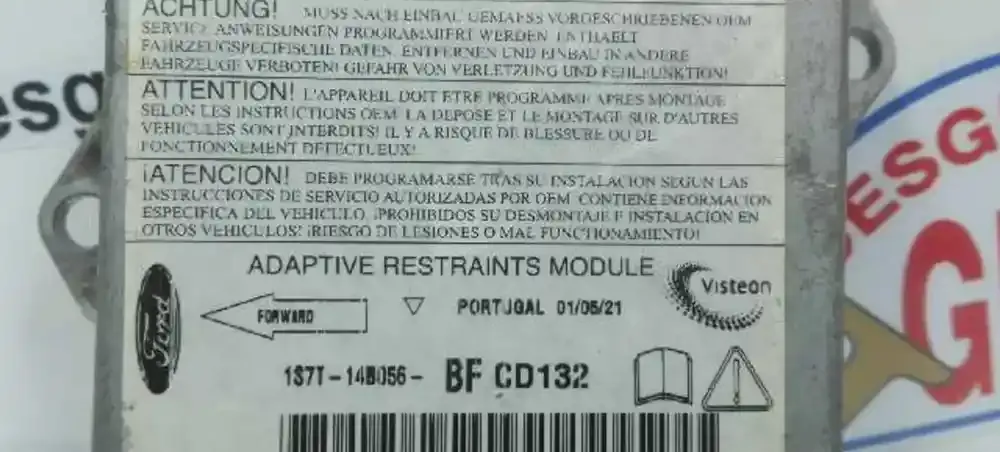 ACHTUNG! MUSS NACH EINBAU GEMAESS VORGESCHRIEBENEN OEM
SERVICE ANWEISUNGEN PROGRAMMIERT WERDEN ENTHAELT
FAHRZEUGSPECIFISCHE DATEN. ENTFERNEN UND EINBAU IN ANDERE
FAHRZEUGE VERBOTEN! GEFAHR VON VERLETZUNG UND FEHLFUNKTION!
ATTENTION! L'APPAREIL DOIT ETRE PROGRAMME APRES MONTAGE
SELON LES INSTRUCTIONS OEM. LA DEPOSE ET LE MONTAGE SUR D'AUTRES
VEHICULES SONT INTERDITS! IL Y A RISQUE DE BLESSURE OU DE
FONCTIONNEMENT DEFECTUEUX!
¡ATENCION! DEBE PROGRAMARSE TRAS SU INSTALACION SEGUN LAS
INSTRUCCIONES DE SERVICIO AUTORIZADAS POR OEM. CONTIENE INFORMACION
ESPECIFICA DEL VEHICULO. ¡PROHIBIDOS SU DESMONTAJE E INSTALACION EN
OTROS VEHICULOS! ¡RIESGO DE LESIONES O MAL FUNCTIONAMIENTO!
ADAPTIVE RESTRAINTS MODULE
Visteon
Ford
FORWARD
PORTUGAL 01/05/21
1S7T-14B056- BF CD132
esg
DESG
G